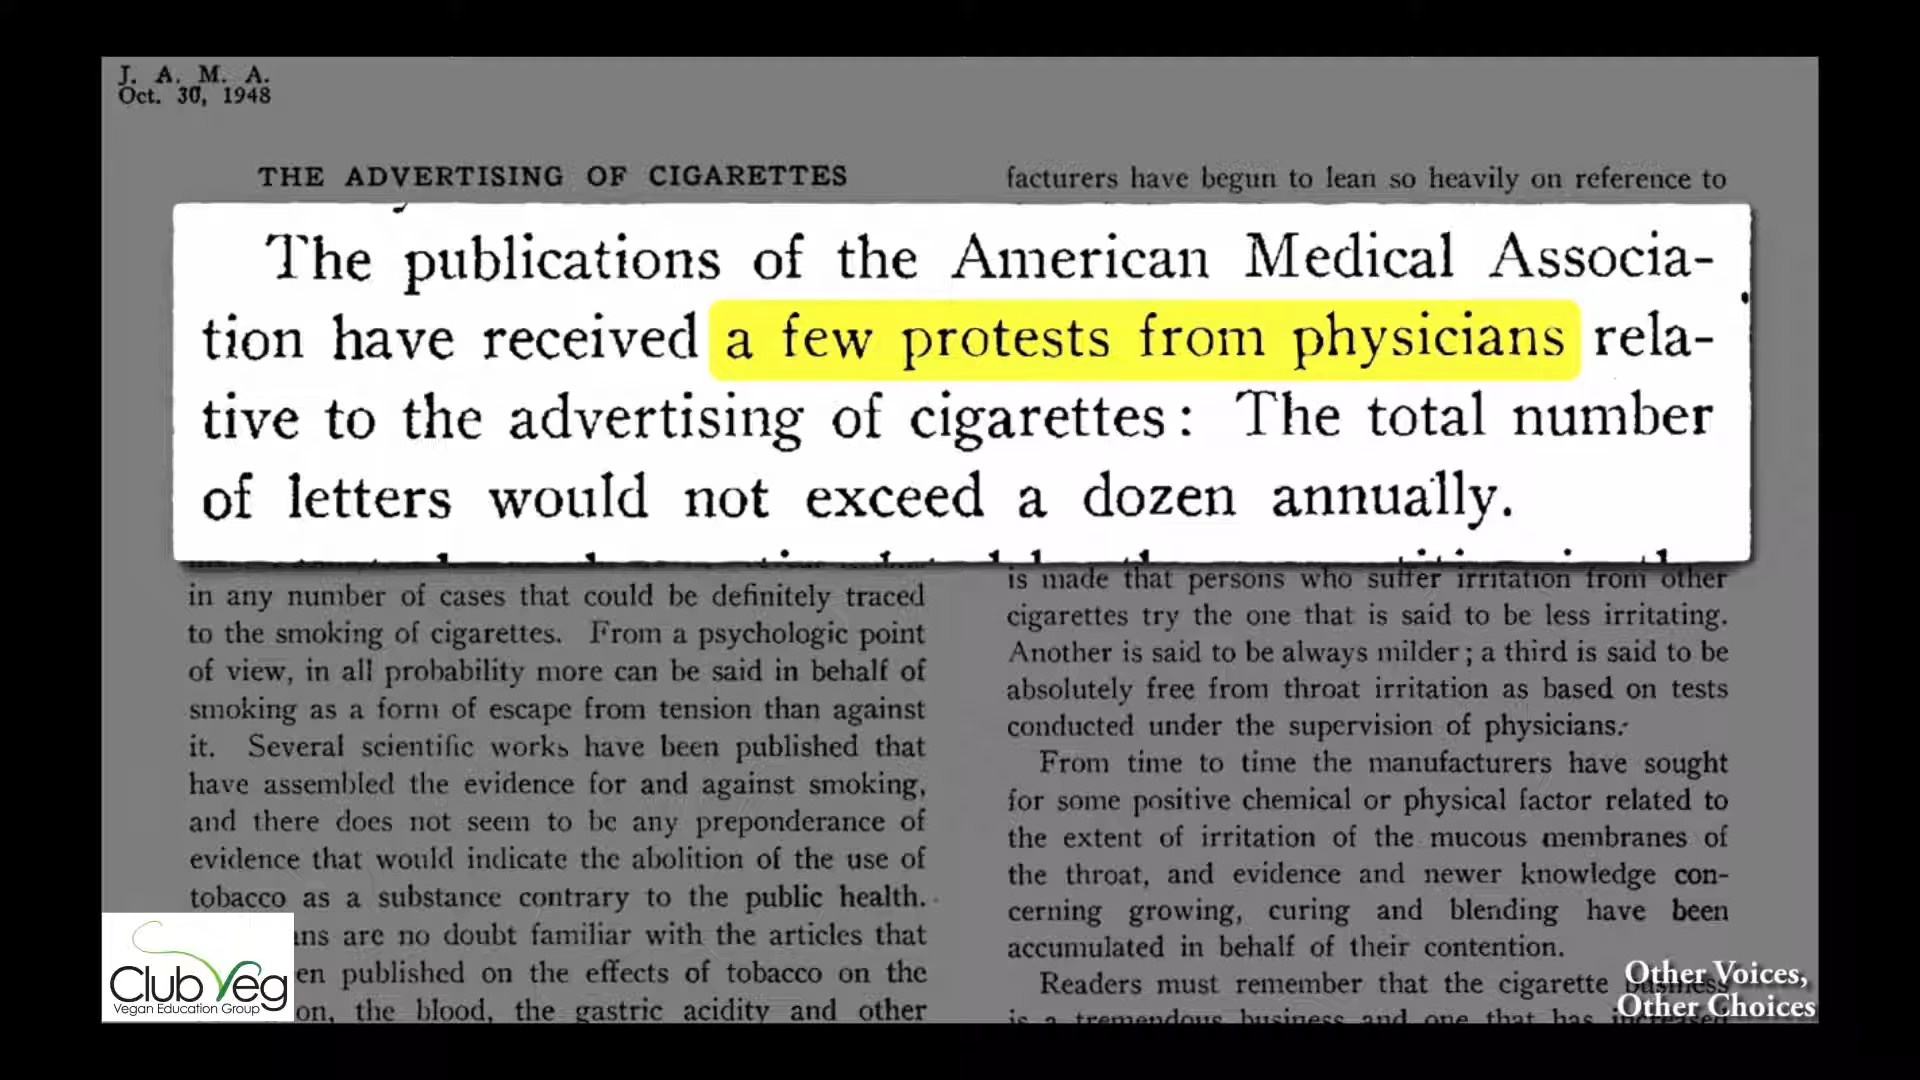 J. A. M. A.
Oct. 30, 1948
THE ADVERTISING OF CIGARETTES
The publications of the American Medical Associa-
tion have received a few protests from physicians rela-
tive to the advertising of cigarettes: The total number
of letters would not exceed a dozen annually.
in any number of cases that could be definitely traced
to the smoking of cigarettes. From a psychologic point
of view, in all probability more can be said in behalf of
smoking as a form of escape from tension than against
it. Several scientific works have been published that
have assembled the evidence for and against smoking,
and there does not seem to be any preponderance of
evidence that would indicate the abolition of the use of
tobacco as a substance contrary to the public health.
ans are no doubt familiar with the articles that
en published on the effects of tobacco on the
on, the blood, the gastric acidity and other
facturers have begun to lean so heavily on reference to
is made that persons who suffer irritation from other
cigarettes try the one that is said to be less irritating.
Another is said to be always milder; a third is said to be
absolutely free from throat irritation as based on tests
conducted under the supervision of physicians.
From time to time the manufacturers have sought
for some positive chemical or physical factor related to
the extent of irritation of the mucous membranes of
the throat, and evidence and newer knowledge con-
cerning growing, curing and blending have been
accumulated in behalf of their contention.
Readers must remember that the cigarette business
is a tremendous business and one that has increased
Club Veg
Vegan Education Group
Other Voices,
Other Choices